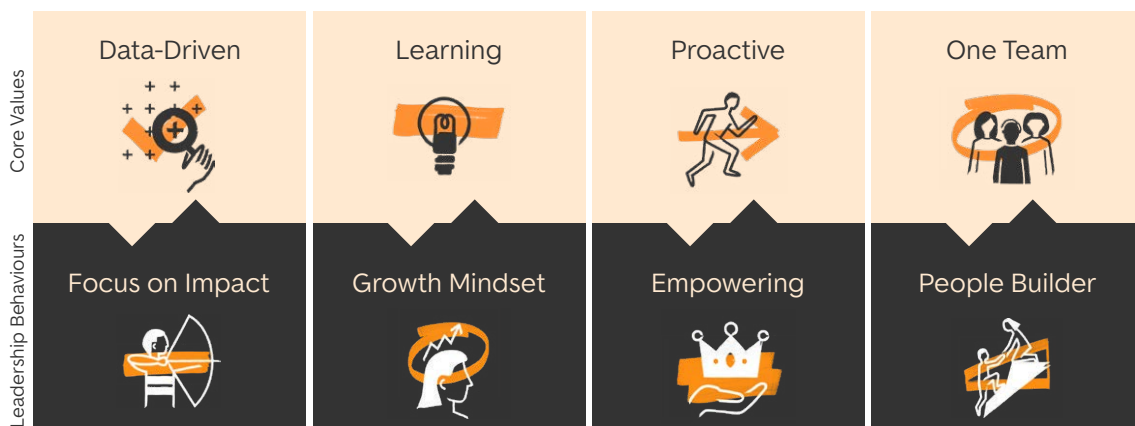 Core Values
Data-Driven
Learning
Proactive
One Team
Leadership Behaviours
Focus on Impact
Growth Mindset
Empowering
People Builder